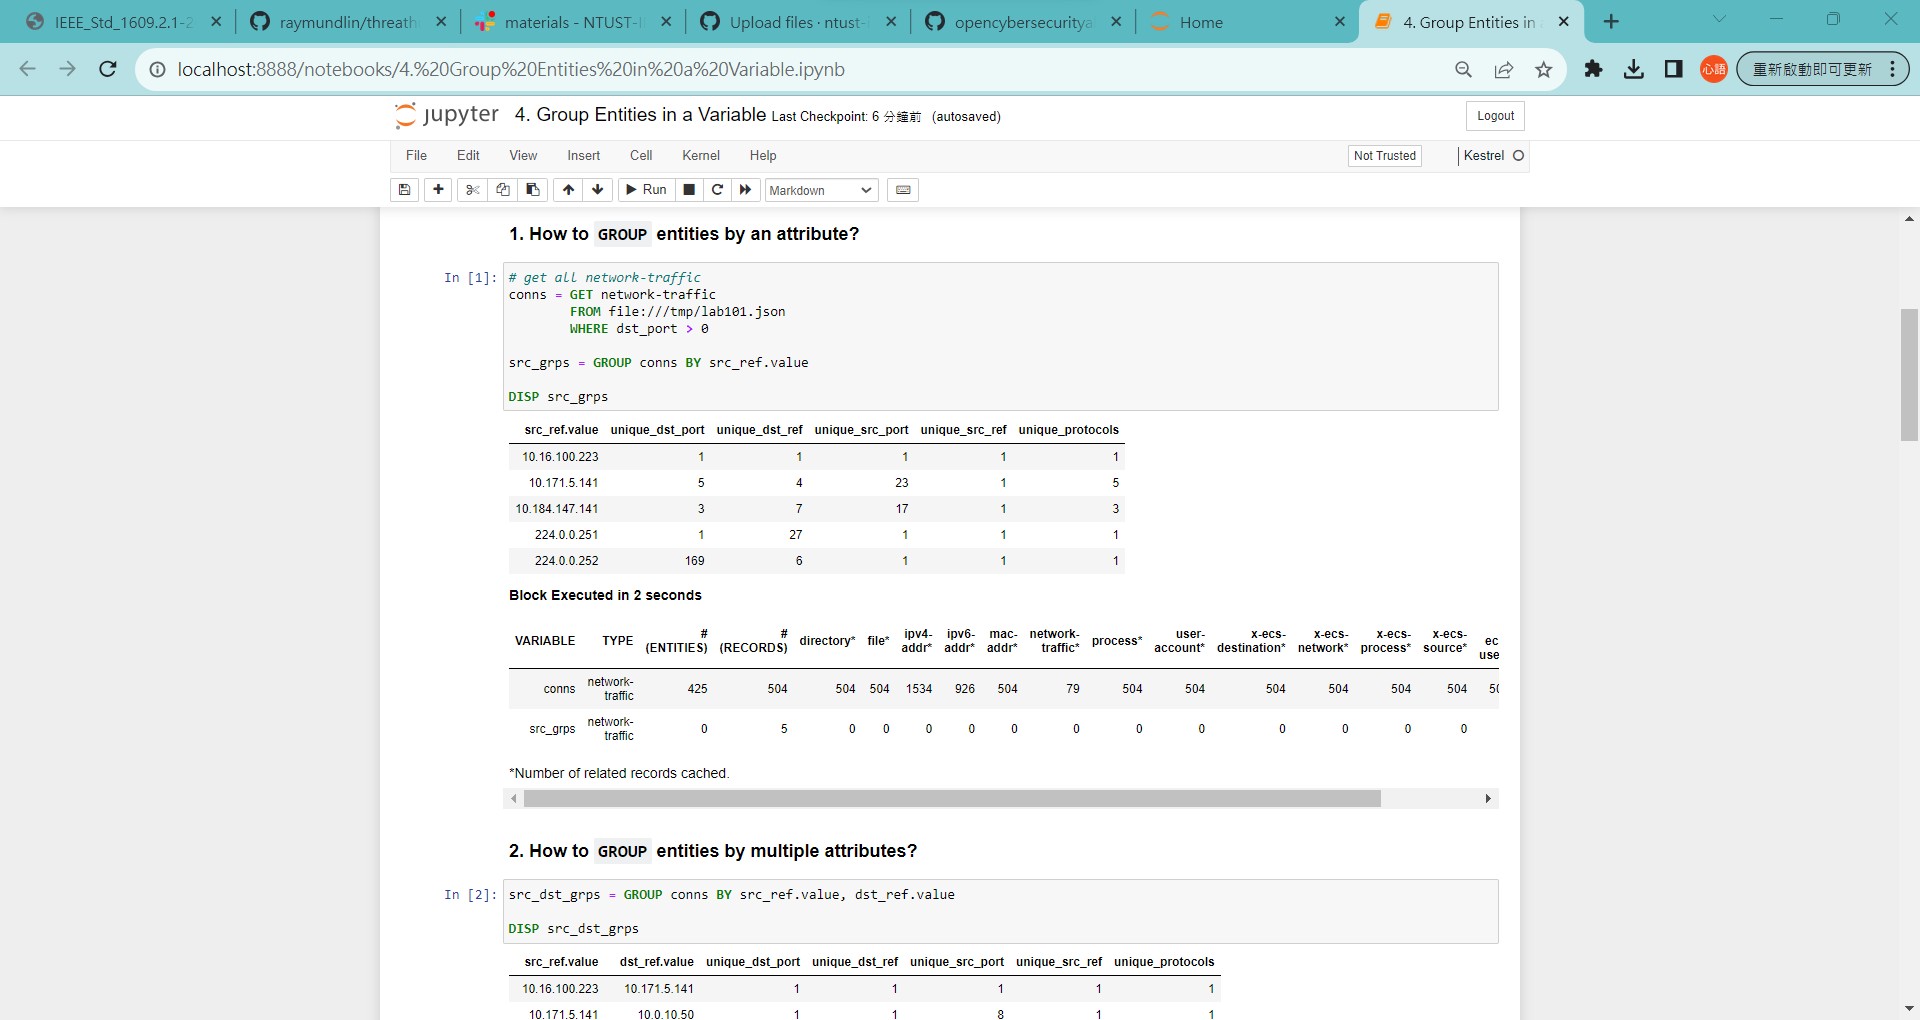 IEEE_Std_1609.2.1-2
raymundlin/threath
materials - NTUST-I
Upload files · ntust-i
opencybersecuritya
Home
4. Group Entities in
localhost:8888/notebooks/4.%20Group%20Entities%20in%20a%20Variable.ipynb
心語
重新啟動即可更新
jupyter 4. Group Entities in a Variable Last Checkpoint: 6 分鐘前 (autosaved)
Logout
File Edit View Insert Cell Kernel Help
Not Trusted
Kestrel
Run
Markdown
1. How to GROUP entities by an attribute?
In [1]:
# get all network-traffic
conns = GET network-traffic
FROM file:///tmp/lab101.json
WHERE dst_port > 0
src_grps = GROUP conns BY src_ref.value
DISP src_grps
src_ref.value unique_dst_port unique_dst_ref unique_src_port unique_src_ref unique_protocols
10.16.100.223 1 1 1 1 1
10.171.5.141 5 4 23 1 5
10.184.147.141 3 7 17 1 3
224.0.0.251 1 27 1 1 1
224.0.0.252 169 6 1 1 1
Block Executed in 2 seconds
VARIABLE TYPE # (ENTITIES) # (RECORDS) directory* file* ipv4-addr* ipv6-addr* mac-addr* network-traffic* process* user-account* x-ecs-destination* x-ecs-network* x-ecs-process* x-ecs-source* ec use
conns network-traffic 425 504 504 504 1534 926 504 79 504 504 504 504 504 504 50
src_grps network-traffic 0 5 0 0 0 0 0 0 0 0 0 0 0 0
*Number of related records cached.
2. How to GROUP entities by multiple attributes?
In [2]:
src_dst_grps = GROUP conns BY src_ref.value, dst_ref.value
DISP src_dst_grps
src_ref.value dst_ref.value unique_dst_port unique_dst_ref unique_src_port unique_src_ref unique_protocols
10.16.100.223 10.171.5.141 1 1 1 1 1
10.171.5.141 10.0.10.50 1 1 8 1 1